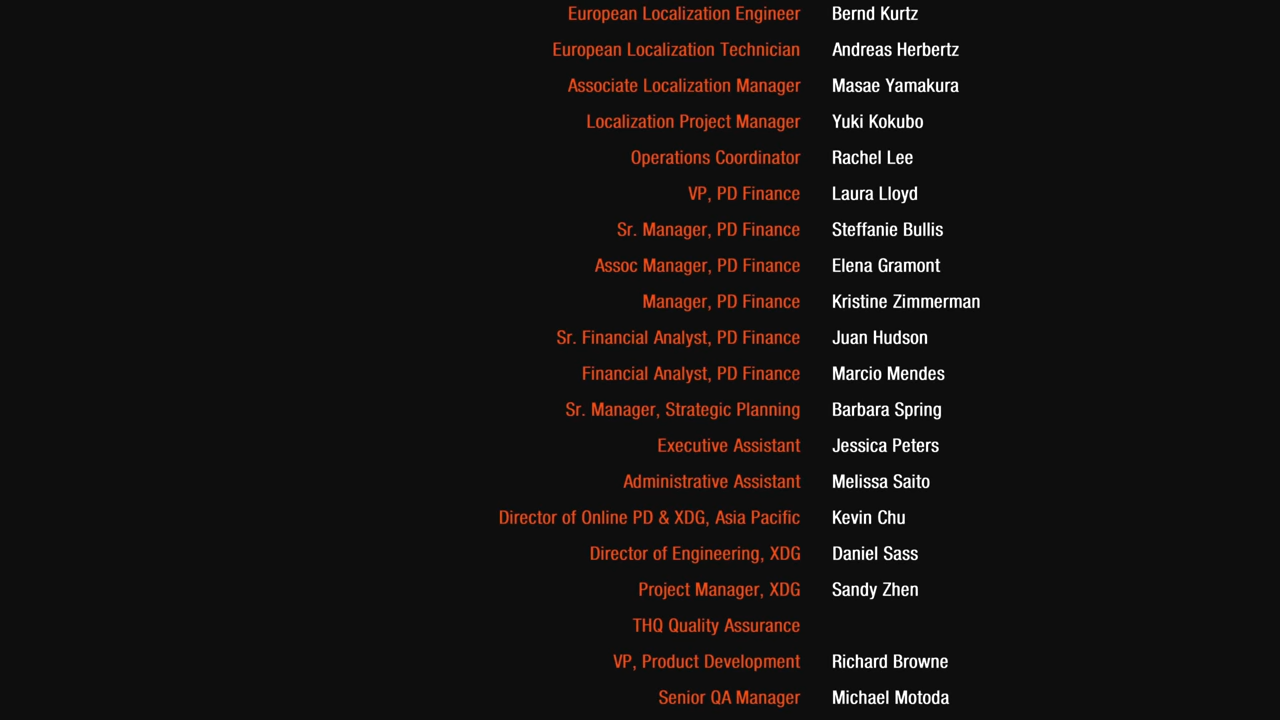 European Localization Engineer Bernd Kurtz
European Localization Technician Andreas Herbertz
Associate Localization Manager Masae Yamakura
Localization Project Manager Yuki Kokubo
Operations Coordinator Rachel Lee
VP, PD Finance Laura Lloyd
Sr. Manager, PD Finance Steffanie Bullis
Assoc Manager, PD Finance Elena Gramont
Manager, PD Finance Kristine Zimmerman
Sr. Financial Analyst, PD Finance Juan Hudson
Financial Analyst, PD Finance Marcio Mendes
Sr. Manager, Strategic Planning Barbara Spring
Executive Assistant Jessica Peters
Administrative Assistant Melissa Saito
Director of Online PD & XDG, Asia Pacific Kevin Chu
Director of Engineering, XDG Daniel Sass
Project Manager, XDG Sandy Zhen
THQ Quality Assurance
VP, Product Development Richard Browne
Senior QA Manager Michael Motoda